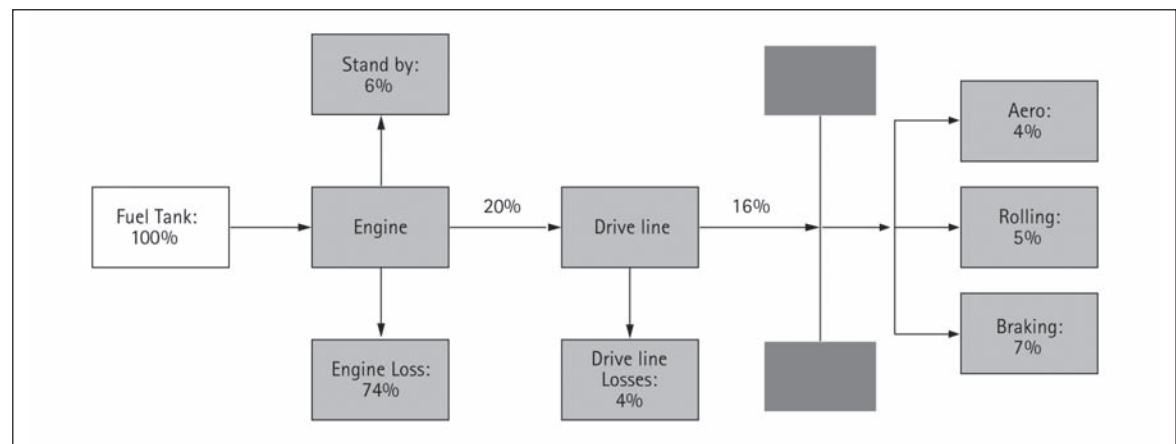 Stand by:
6%
Fuel Tank:
100%
Engine
20%
Drive line
16%
Engine Loss:
74%
Drive line
Losses:
4%
Aero:
4%
Rolling:
5%
Braking:
7%